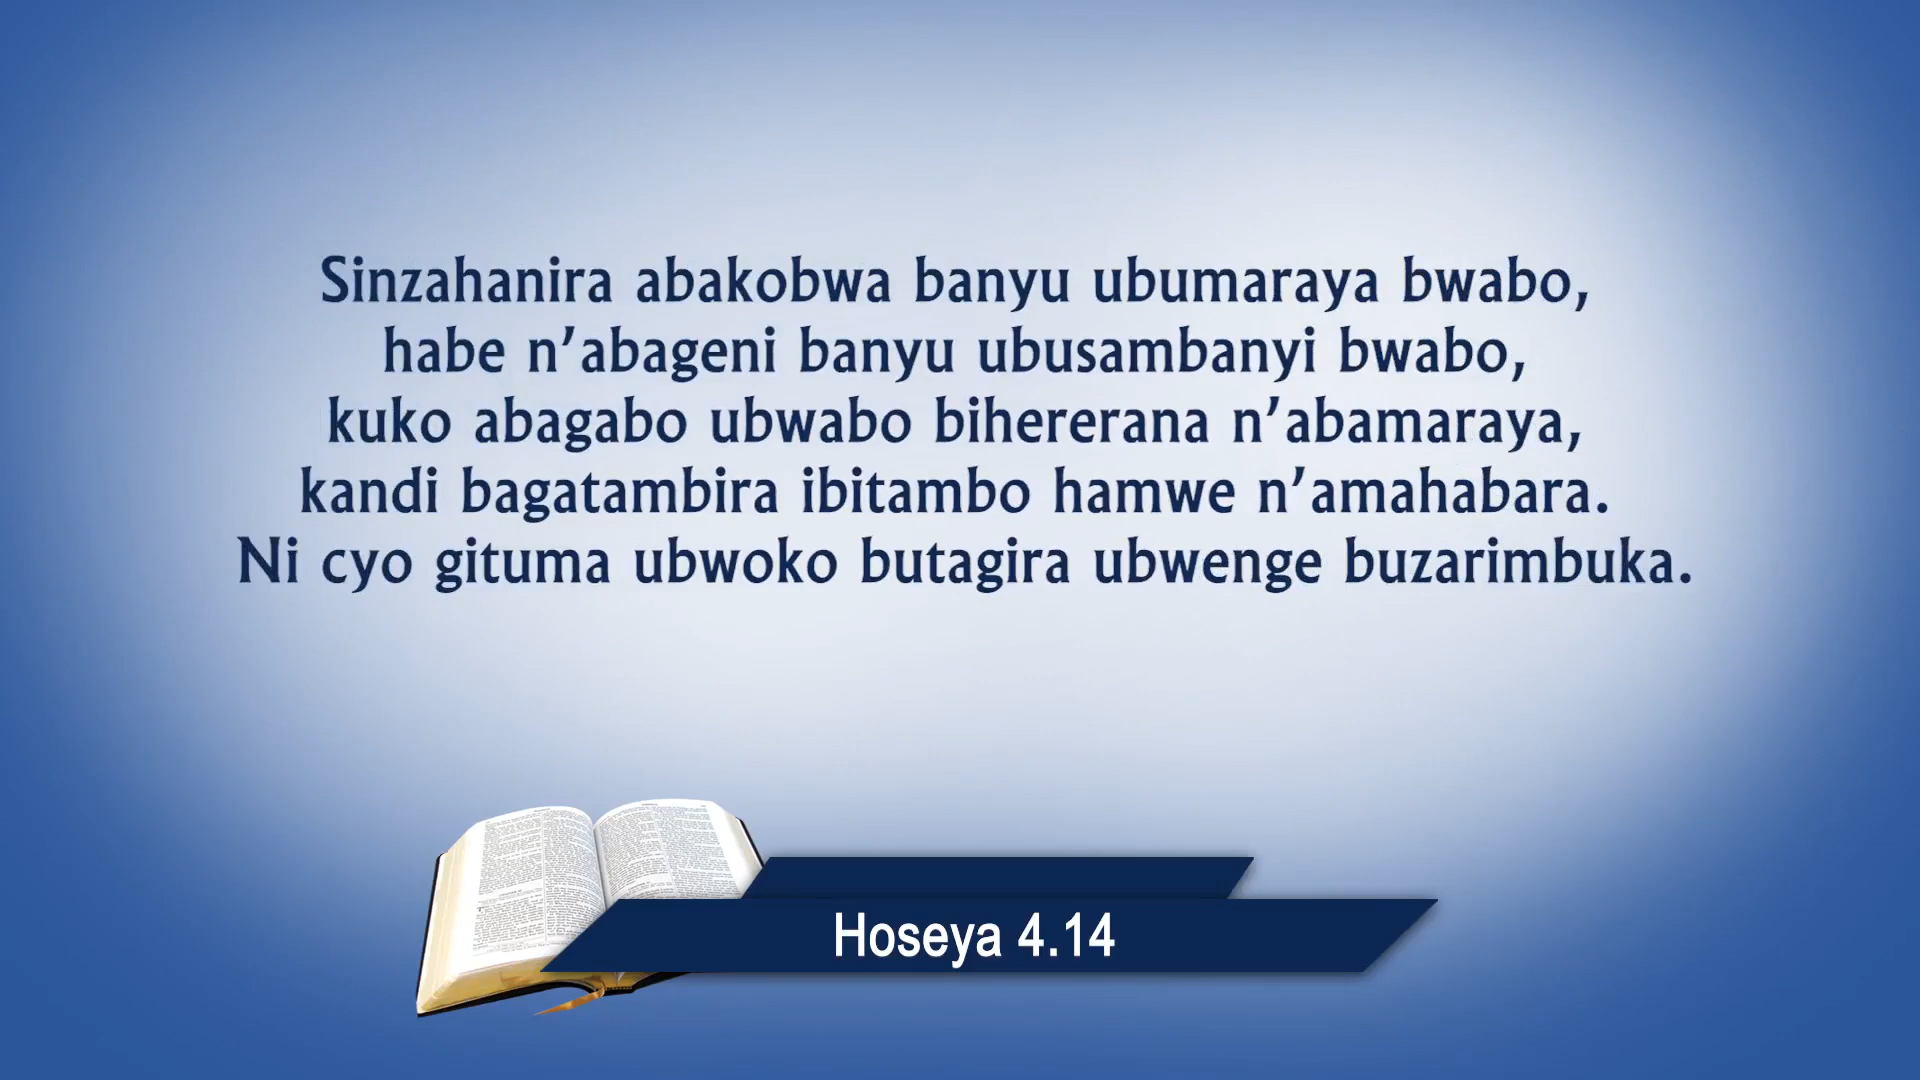 Sinzahanira abakobwa banyu ubumaraya bwabo,
habe n’abageni banyu ubusambanyi bwabo,
kuko abagabo ubwabo bihererana n’abamaraya,
kandi bagatambira ibitambo hamwe n’amahabara.
Ni cyo gituma ubwoko butagira ubwenge buzarimbuka.
Hoseya 4.14